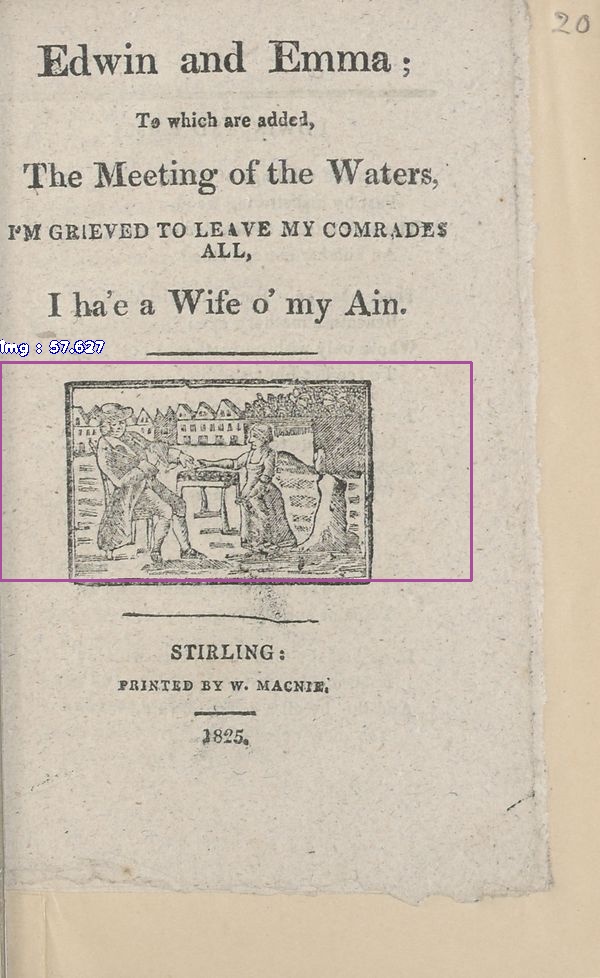 20
Edwin and Emma;
To which are added,
The Meeting of the Waters,
I'M GRIEVED TO LEAVE MY COMRADES
ALL,
I ha'e a Wife o' my Ain.
img : 57.627
STIRLING:
PRINTED BY W. MACNIE.
1825.